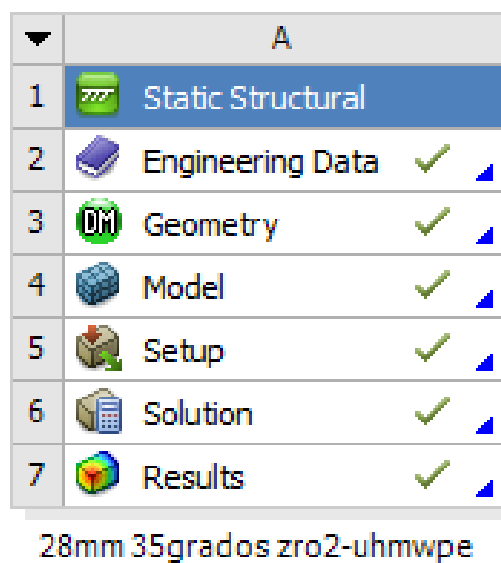 A
1 Static Structural
2 Engineering Data
3 DM Geometry
4 Model
5 Setup
6 Solution
7 Results
28mm 35grados zro2-uhmwpe